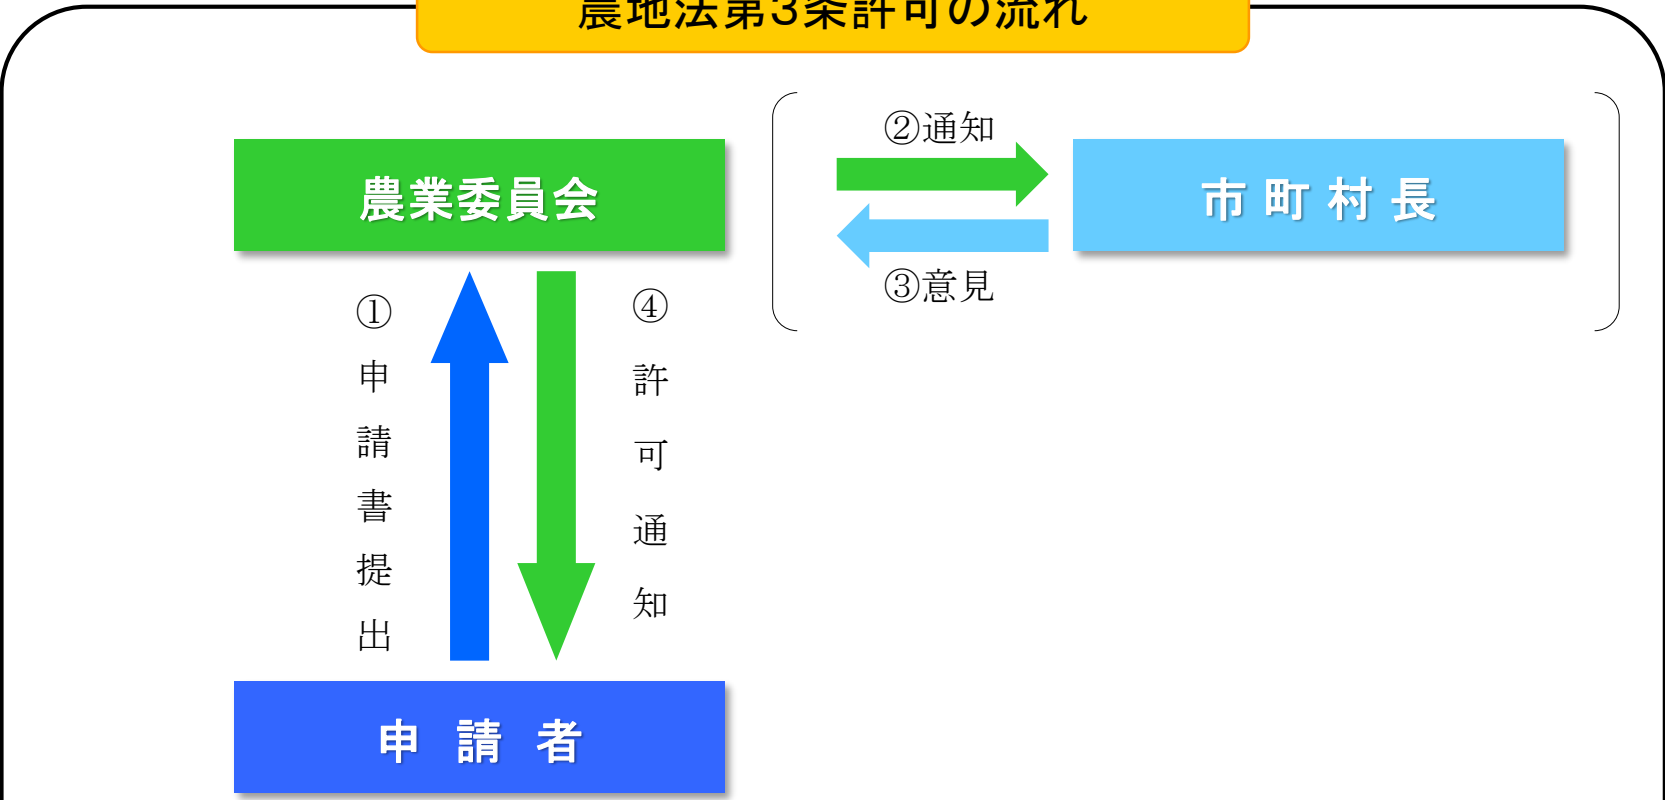 農地法第3条許可の流れ
②通知
農業委員会
市町村長
③意見
①申請書提出
④許可通知
申請者